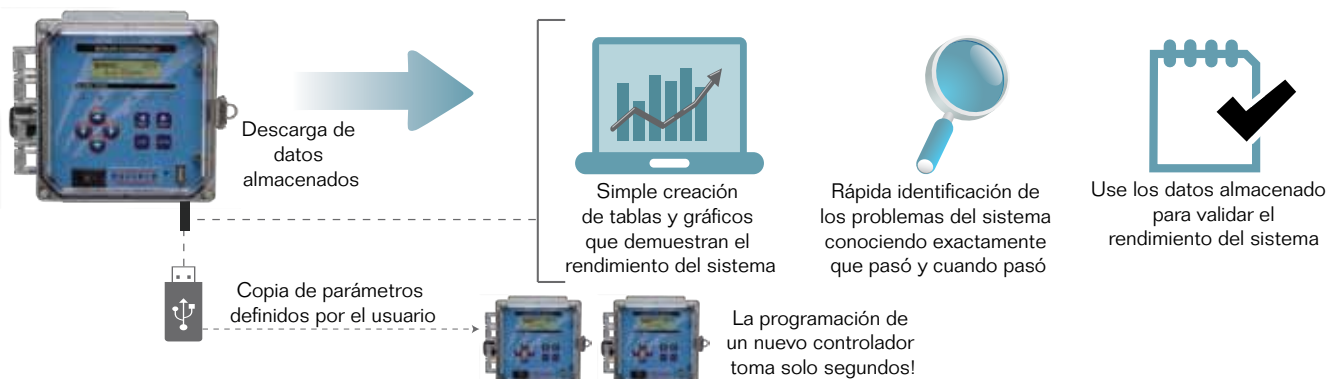 Descarga de
datos
almacenados
Simple creación
de tablas y gráficos
que demuestran el
rendimiento del sistema
Rápida identificación de
los problemas del sistema
conociendo exactamente
que pasó y cuando pasó
Use los datos almacenado
para validar el
rendimiento del sistema
Copia de parámetros
definidos por el usuario
La programación de
un nuevo controlador
toma solo segundos!